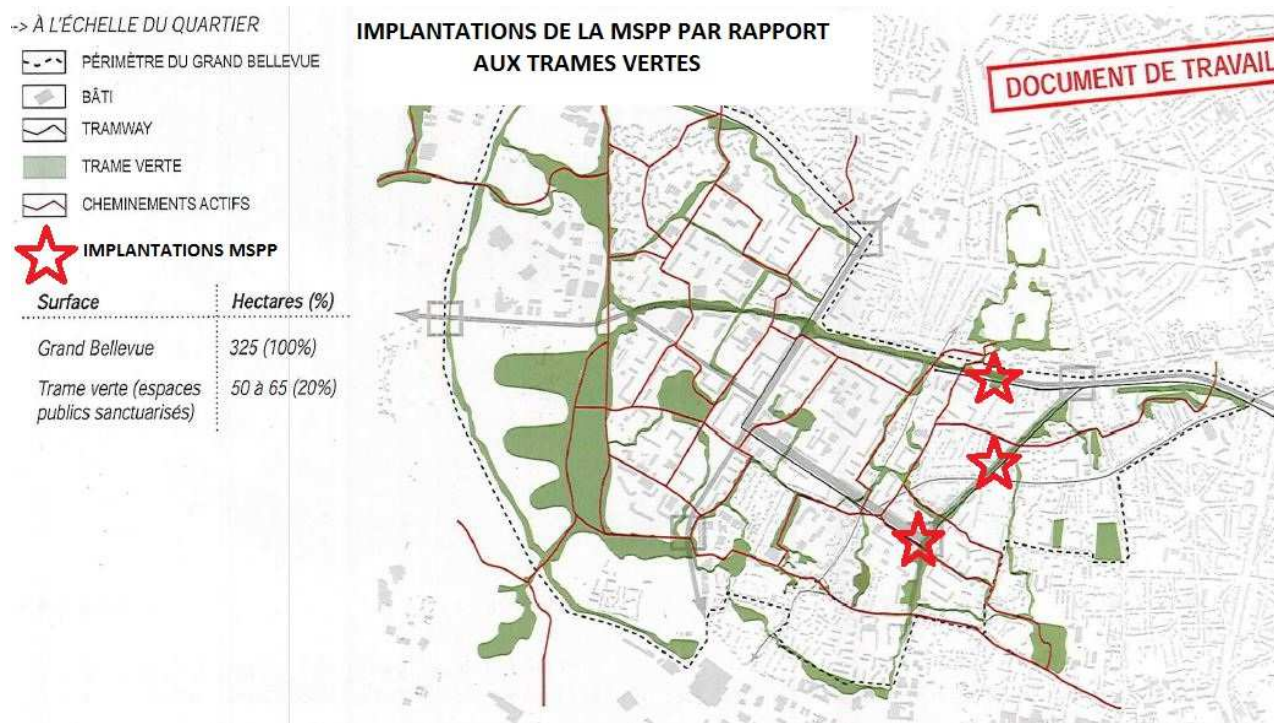 --> À L'ÉCHELLE DU QUARTIER
PÉRIMÈTRE DU GRAND BELLEVUE
BÂTI
TRAMWAY
TRAME VERTE
CHEMINEMENTS ACTIFS
IMPLANTATIONS MSPP
Surface Hectares (%)
Grand Bellevue 325 (100%)
Trame verte (espaces publics sanctuarisés) 50 à 65 (20%)
IMPLANTATIONS DE LA MSPP PAR RAPPORT
AUX TRAMES VERTES
DOCUMENT DE TRAVAIL